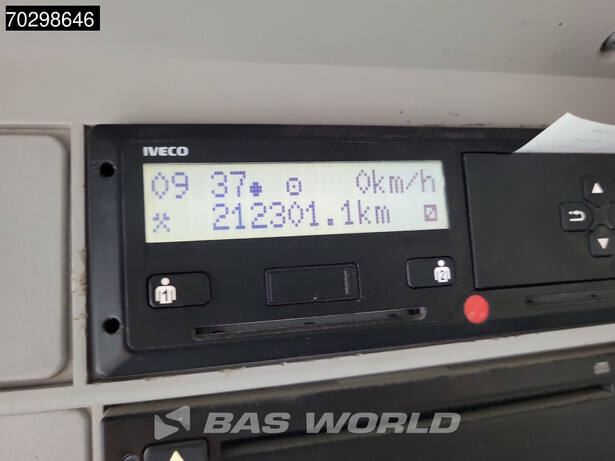 70298646
IVECO
09 37 0km/h
212301.1km
1 2
BAS WORLD